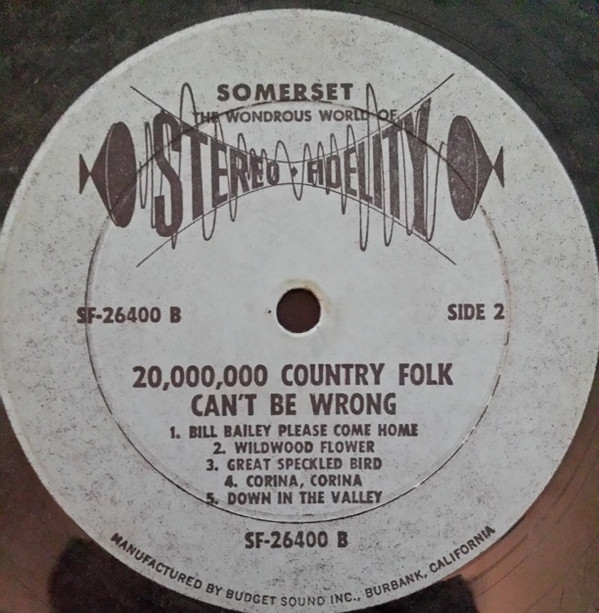 SOMERSET
THE WONDROUS WORLD OF
STEREO • FIDELITY
SF-26400 B
SIDE 2
20,000,000 COUNTRY FOLK
CAN'T BE WRONG
1. BILL BAILEY PLEASE COME HOME
2. WILDWOOD FLOWER
3. GREAT SPECKLED BIRD
4. CORINA, CORINA
5. DOWN IN THE VALLEY
SF-26400 B
MANUFACTURED BY BUDGET SOUND INC., BURBANK, CALIFORNIA